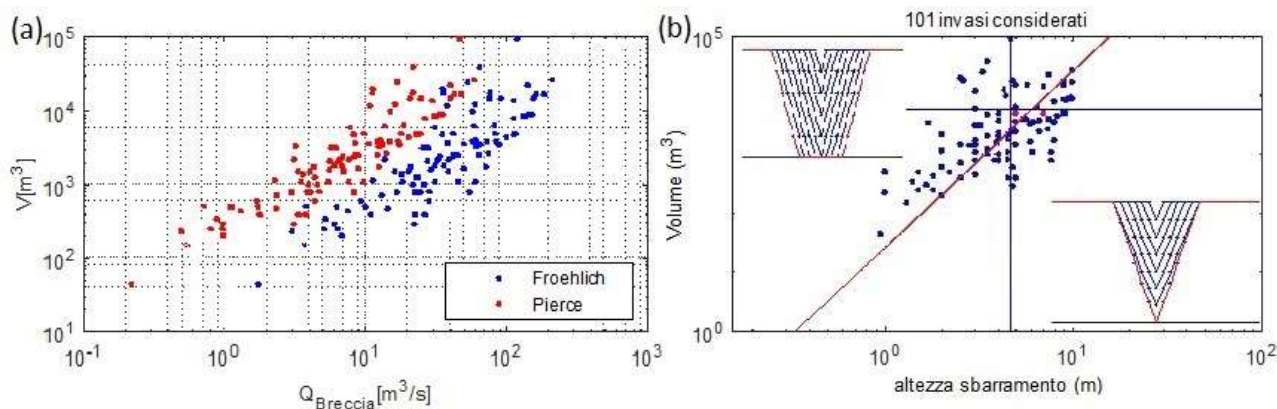 (a)
10^5
10^4
10^3
10^2
10^1
V[m^3]
10^-1
10^0
10^1
10^2
10^3
Q_Breccia[m^3/s]
Froehlich
Pierce
(b)
101 invasi considerati
10^5
10^0
Volume (m^3)
10^0
10^1
10^2
altezza sbarramento (m)